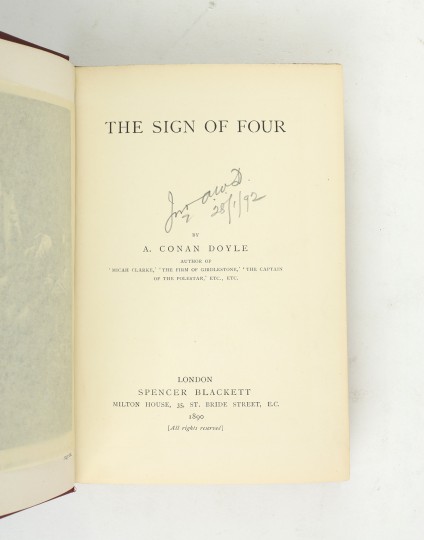 THE SIGN OF FOUR
A.W.D.
28/1/92
BY
A. CONAN DOYLE
AUTHOR OF
'MICAH CLARKE,' 'THE FIRM OF GIRDLESTONE,' 'THE CAPTAIN
OF THE POLESTAR,' ETC., ETC.
LONDON
SPENCER BLACKETT
MILTON HOUSE, 35, ST. BRIDE STREET, E.C.
1890
[All rights reserved]